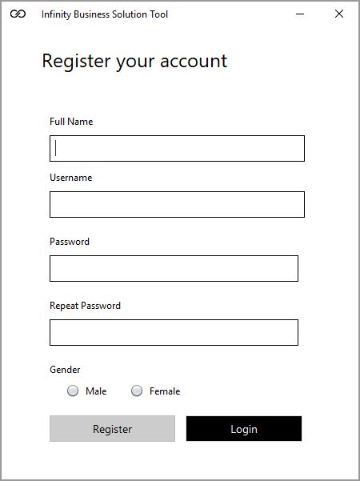 Infinity Business Solution Tool
Register your account
Full Name
Username
Password
Repeat Password
Gender
Male Female
Register Login